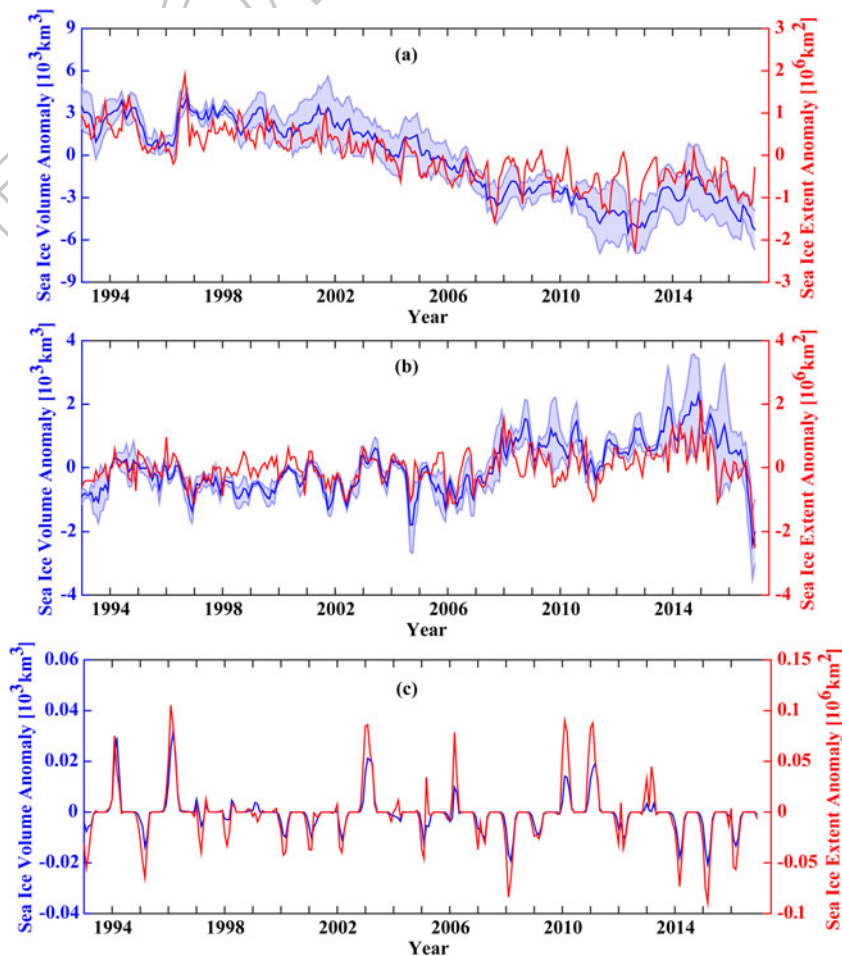 (a)
Sea Ice Volume Anomaly [10³km³]
9
6
3
0
-3
-6
-9
Sea Ice Extent Anomaly [10⁶km²]
3
2
1
0
-1
-2
-3
1994 1998 2002 2006 2010 2014
Year
(b)
Sea Ice Volume Anomaly [10³km³]
4
2
0
-2
-4
Sea Ice Extent Anomaly [10⁶km²]
4
2
0
-2
-4
1994 1998 2002 2006 2010 2014
Year
(c)
Sea Ice Volume Anomaly [10³km³]
0.06
0.04
0.02
0
-0.02
-0.04
Sea Ice Extent Anomaly [10⁶km²]
0.15
0.1
0.05
0
-0.05
-0.1
1994 1998 2002 2006 2010 2014
Year